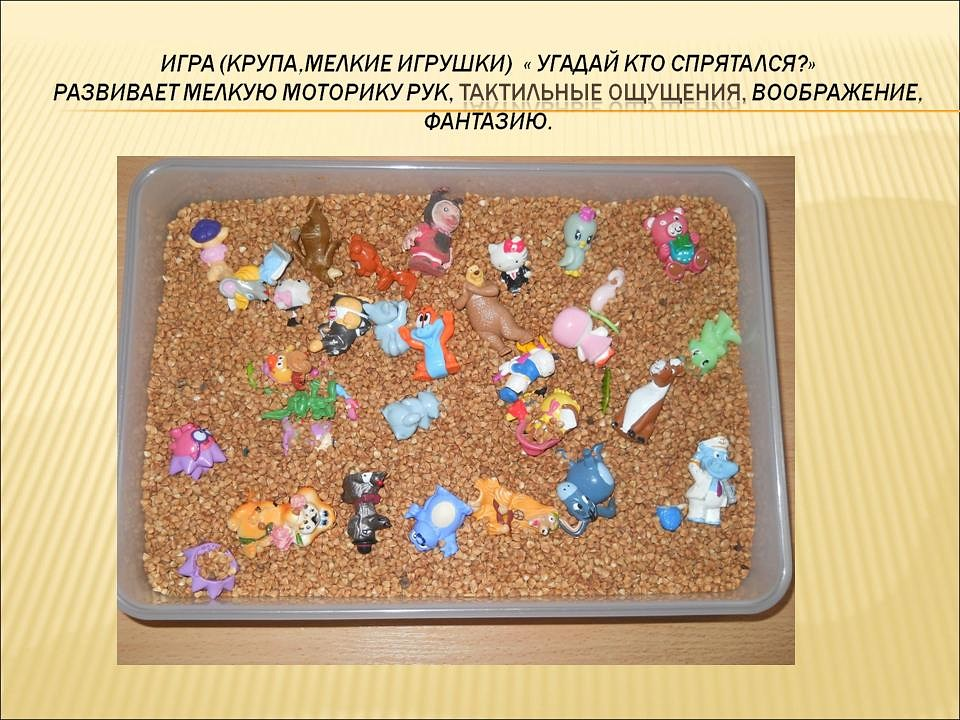 ИГРА (КРУПА,МЕЛКИЕ ИГРУШКИ) « УГАДАЙ КТО СПРЯТАЛСЯ?»
РАЗВИВАЕТ МЕЛКУЮ МОТОРИКУ РУК, ТАКТИЛЬНЫЕ ОЩУЩЕНИЯ, ВООБРАЖЕНИЕ,
ФАНТАЗИЮ.